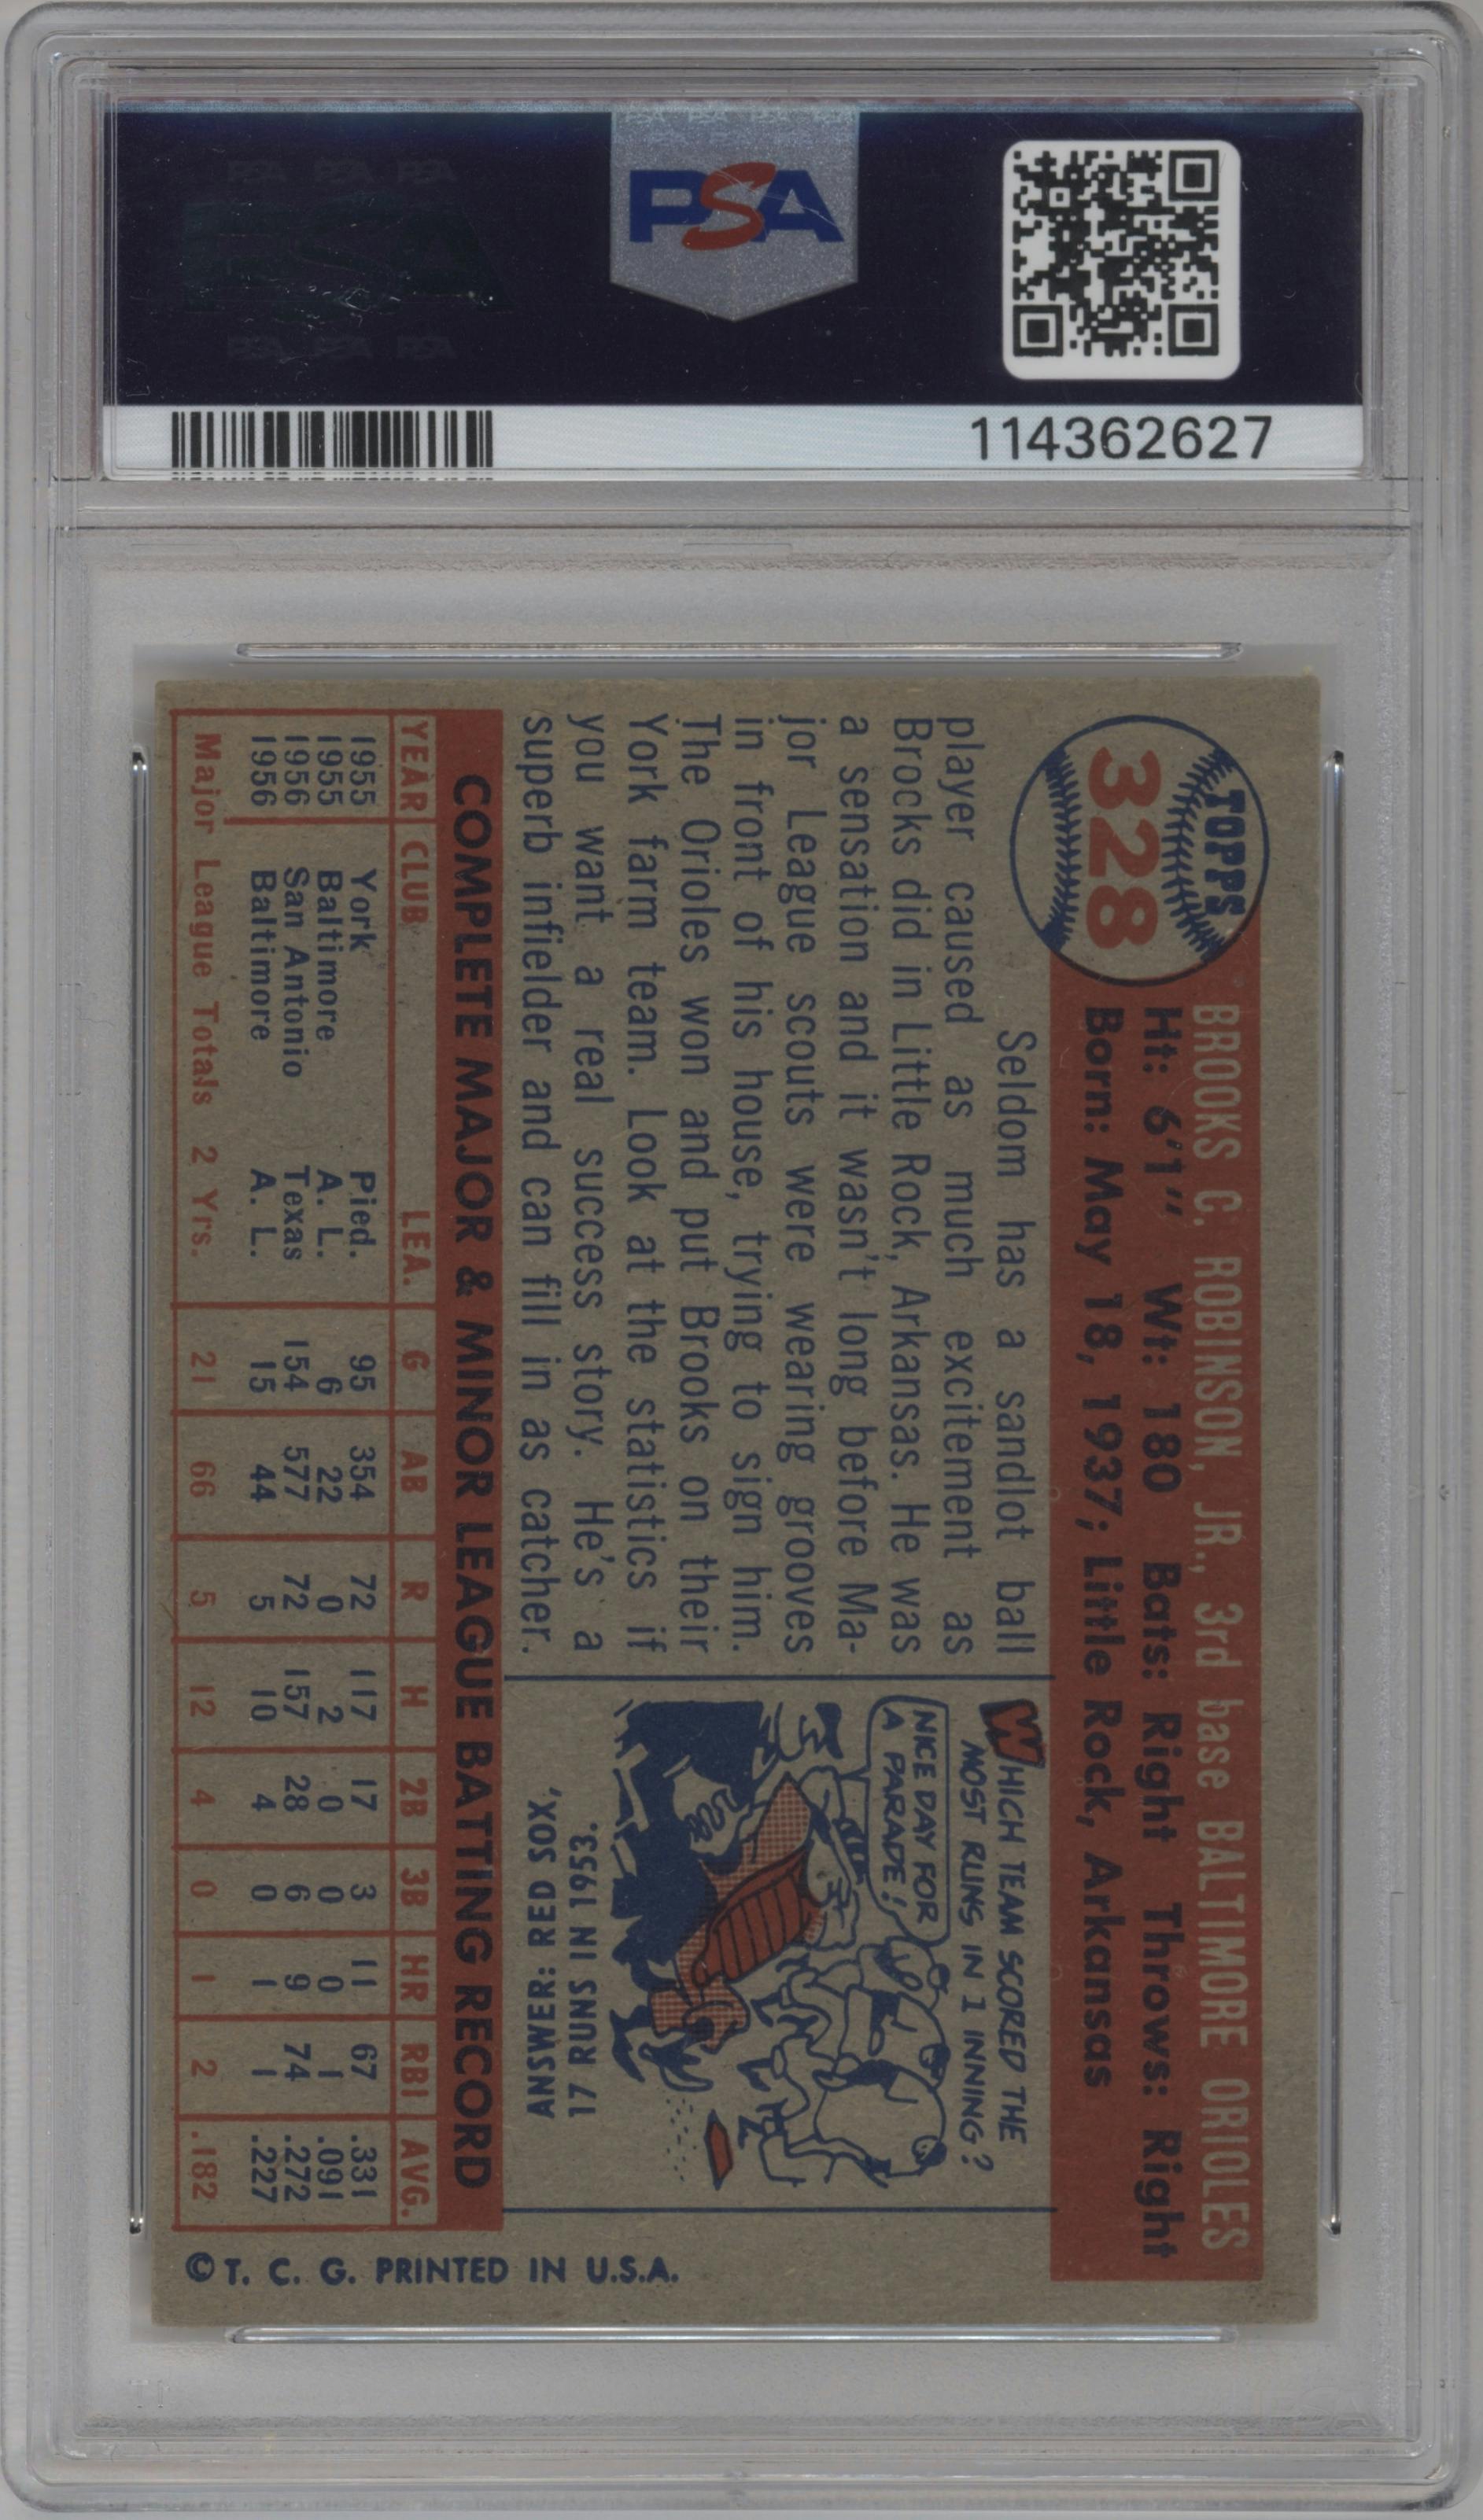 PSA
114362627
TOPPS
328
BROOKS C. ROBINSON, JR., 3rd base BALTIMORE ORIOLES
Ht: 6'1" Wt: 180 Bats: Right Throws: Right
Born: May 18, 1937; Little Rock, Arkansas
Seldom has a sandlot ball
player caused as much excitement as
Brocks did in Little Rock, Arkansas. He was
a sensation and it wasn't long before Ma-
jor League scouts were wearing grooves
in front of his house, trying to sign him.
The Orioles won and put Brooks on their
York farm team. Look at the statistics if
you want a real success story. He's a
superb infielder and can fill in as catcher.
WHICH TEAM SCORED THE
MOST RUNS IN 1 INNING?
NICE DAY FOR
A PARADE!
17 RUNS IN 1953.
ANSWER: RED SOX,
COMPLETE MAJOR & MINOR LEAGUE BATTING RECORD
YEAR CLUB LEA. G AB R H 2B 3B HR RBI AVG.
1955 York Pied. 95 354 72 117 17 3 11 67 .331
1955 Baltimore A. L. 6 22 0 2 0 0 0 1 .091
1956 San Antonio Texas 154 577 72 157 28 6 9 74 .272
1956 Baltimore A. L. 15 44 5 10 4 0 1 1 .227
Major League Totals 2 Yrs. 21 66 5 12 4 0 1 2 .182
© T. C. G. PRINTED IN U.S.A.